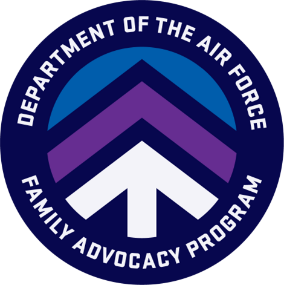 DEPARTMENT OF THE AIR FORCE
FAMILY ADVOCACY PROGRAM